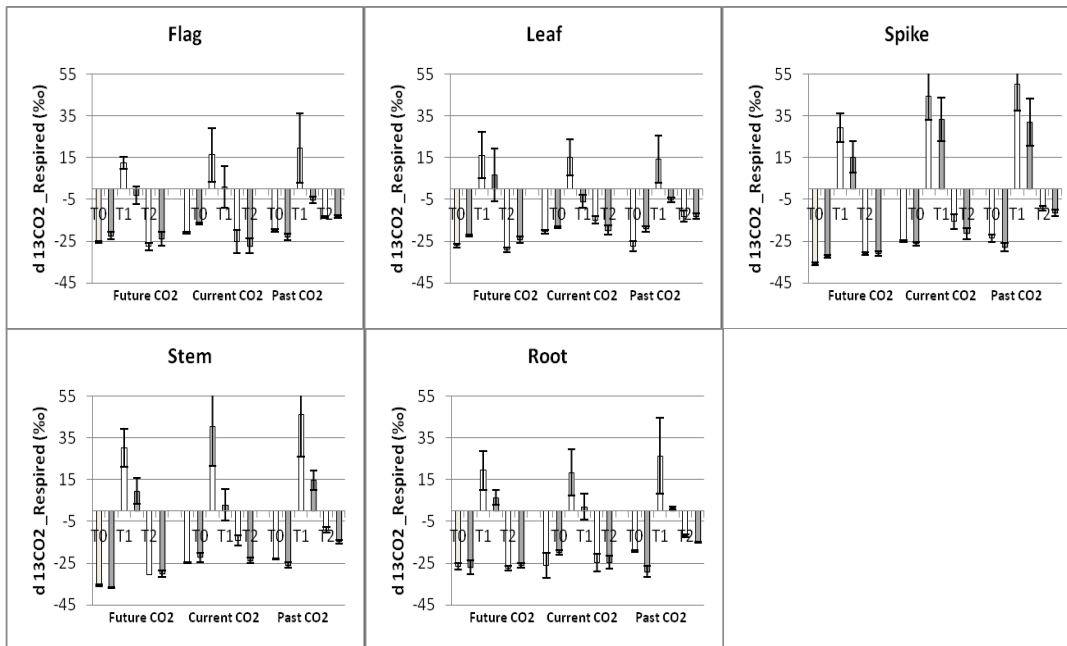 Flag
d 13CO2_Respired (‰)
55
35
15
-5
-25
-45
T0 T1 T2 T0 T1 T2 T0 T1 T2
Future CO2 Current CO2 Past CO2
Leaf
d 13CO2_Respired (‰)
55
35
15
-5
-25
-45
T0 T1 T2 T0 T1 T2 T0 T1 T2
Future CO2 Current CO2 Past CO2
Spike
d 13CO2_Respired (‰)
55
35
15
-5
-25
-45
T0 T1 T2 T0 T1 T2 T0 T1 T2
Future CO2 Current CO2 Past CO2
Stem
d 13CO2_Respired (‰)
55
35
15
-5
-25
-45
T0 T1 T2 T0 T1 T2 T0 T1 T2
Future CO2 Current CO2 Past CO2
Root
d 13CO2_Respired (‰)
55
35
15
-5
-25
-45
T0 T1 T2 T0 T1 T2 T0 T1 T2
Future CO2 Current CO2 Past CO2